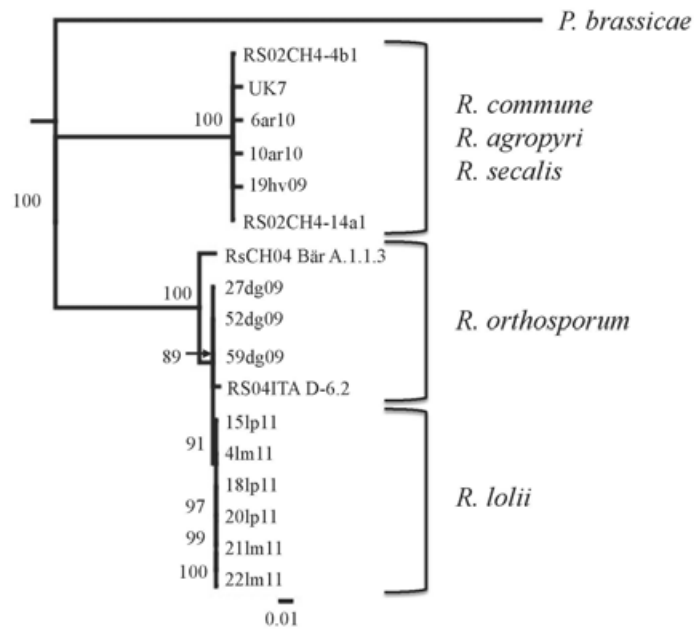 P. brassicae
RS02CH4-4b1
UK7
R. commune
100
6ar10
R. agropyri
10ar10
R. secalis
19hv09
100
RS02CH4-14a1
RsCH04 Bär A.1.1.3
100
27dg09
52dg09
R. orthosporum
89
59dg09
RS04ITA D-6.2
15lp11
91
4lm11
18lp11
R. lolii
97
20lp11
99
21lm11
100
22lm11
0.01